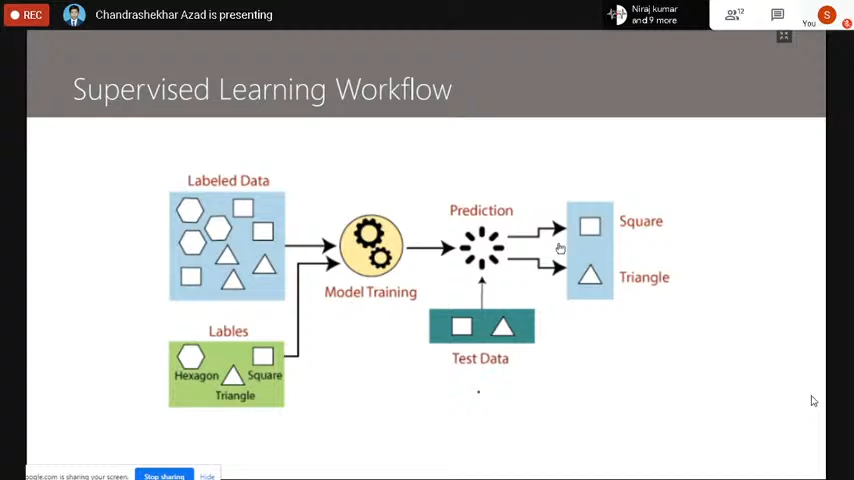 REC
Chandrashekhar Azad is presenting
Niraj kumar
and 9 more
12
S
You
Supervised Learning Workflow
Labeled Data
Prediction
Square
Triangle
Model Training
Lables
Hexagon
Square
Triangle
Test Data
oogle.com is sharing your screen.
Stop sharing
Hide